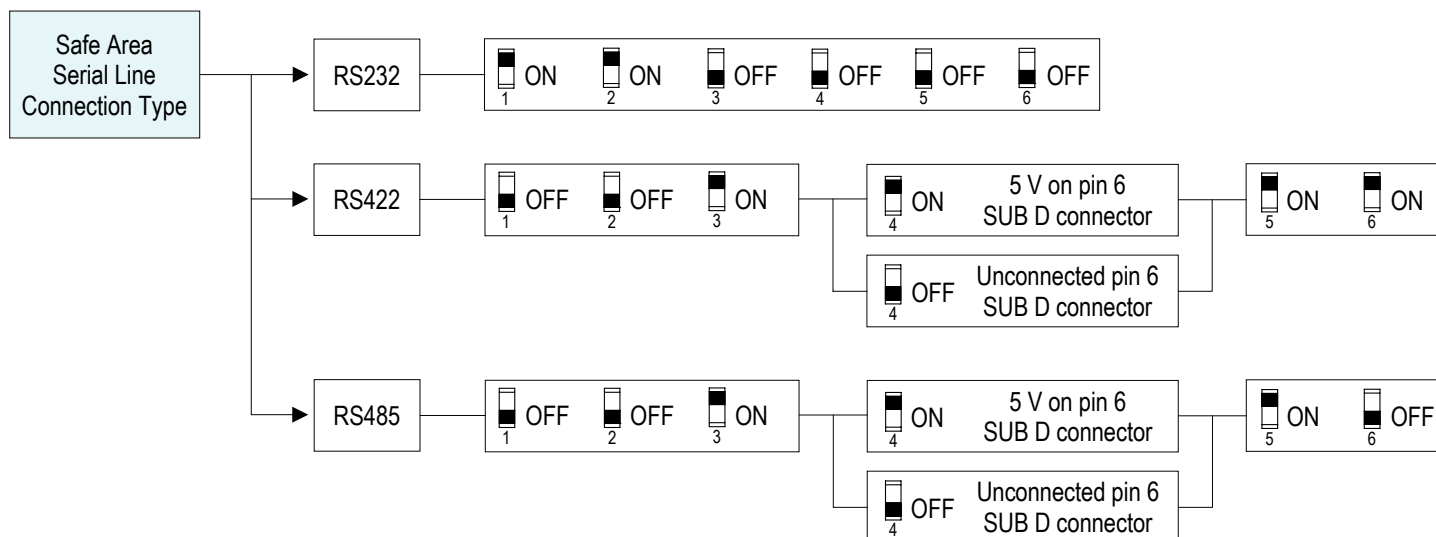 Safe Area
Serial Line
Connection Type
RS232
ON ON OFF OFF OFF OFF
1 2 3 4 5 6
RS422
OFF OFF ON
1 2 3
ON
4
5 V on pin 6
SUB D connector
OFF
4
Unconnected pin 6
SUB D connector
ON ON
5 6
RS485
OFF OFF ON
1 2 3
ON
4
5 V on pin 6
SUB D connector
OFF
4
Unconnected pin 6
SUB D connector
ON OFF
5 6